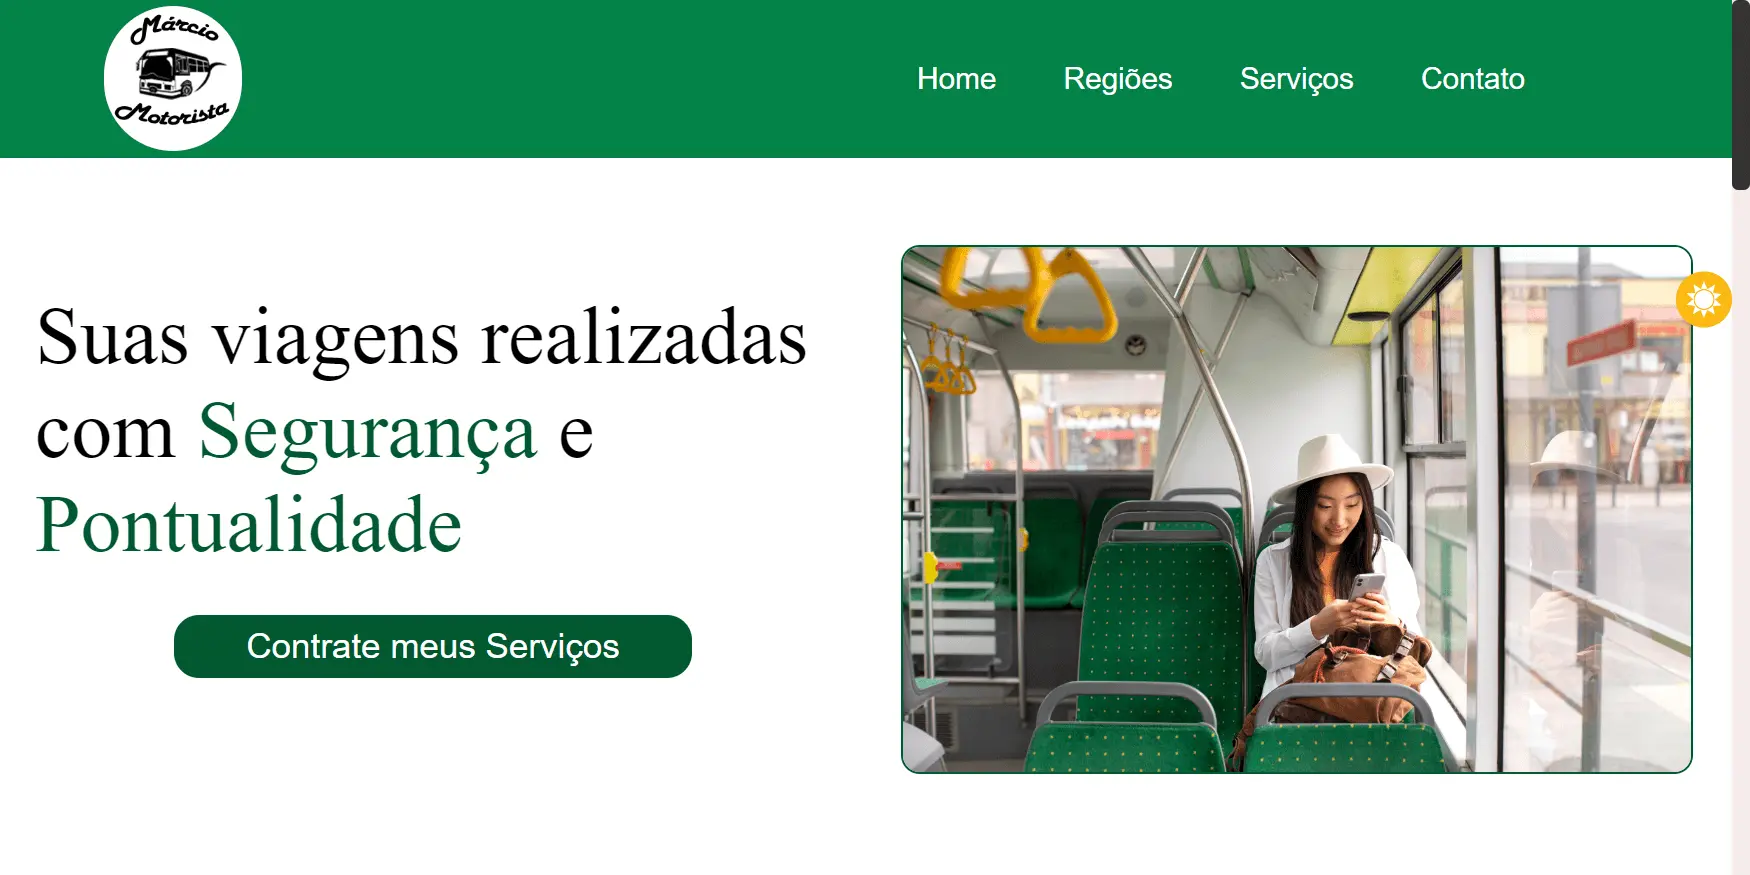 Márcio
Motorista
Home Regiões Serviços Contato
Suas viagens realizadas
com Segurança e
Pontualidade
Contrate meus Serviços